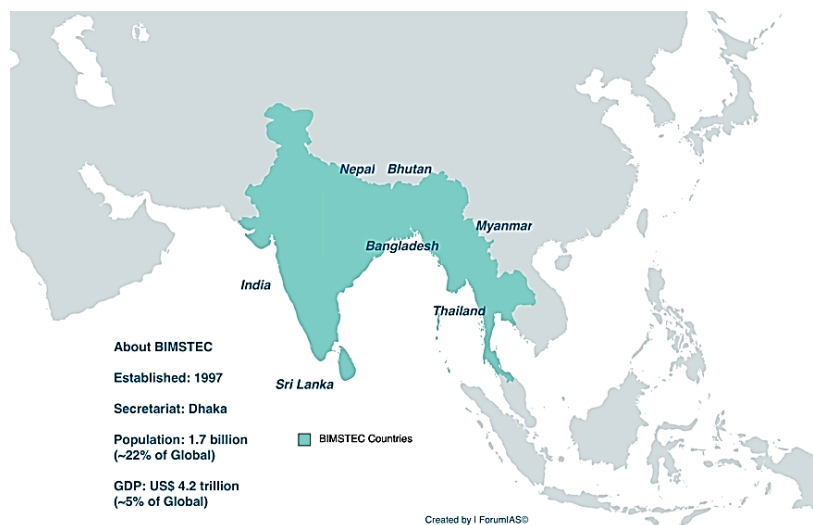 Nepal Bhutan
Myanmar
Bangladesh
India
Thailand
About BIMSTEC
Established: 1997
Sri Lanka
Secretariat: Dhaka
Population: 1.7 billion
(~22% of Global)
BIMSTEC Countries
GDP: US$ 4.2 trillion
(~5% of Global)
Created by | ForumIAS©